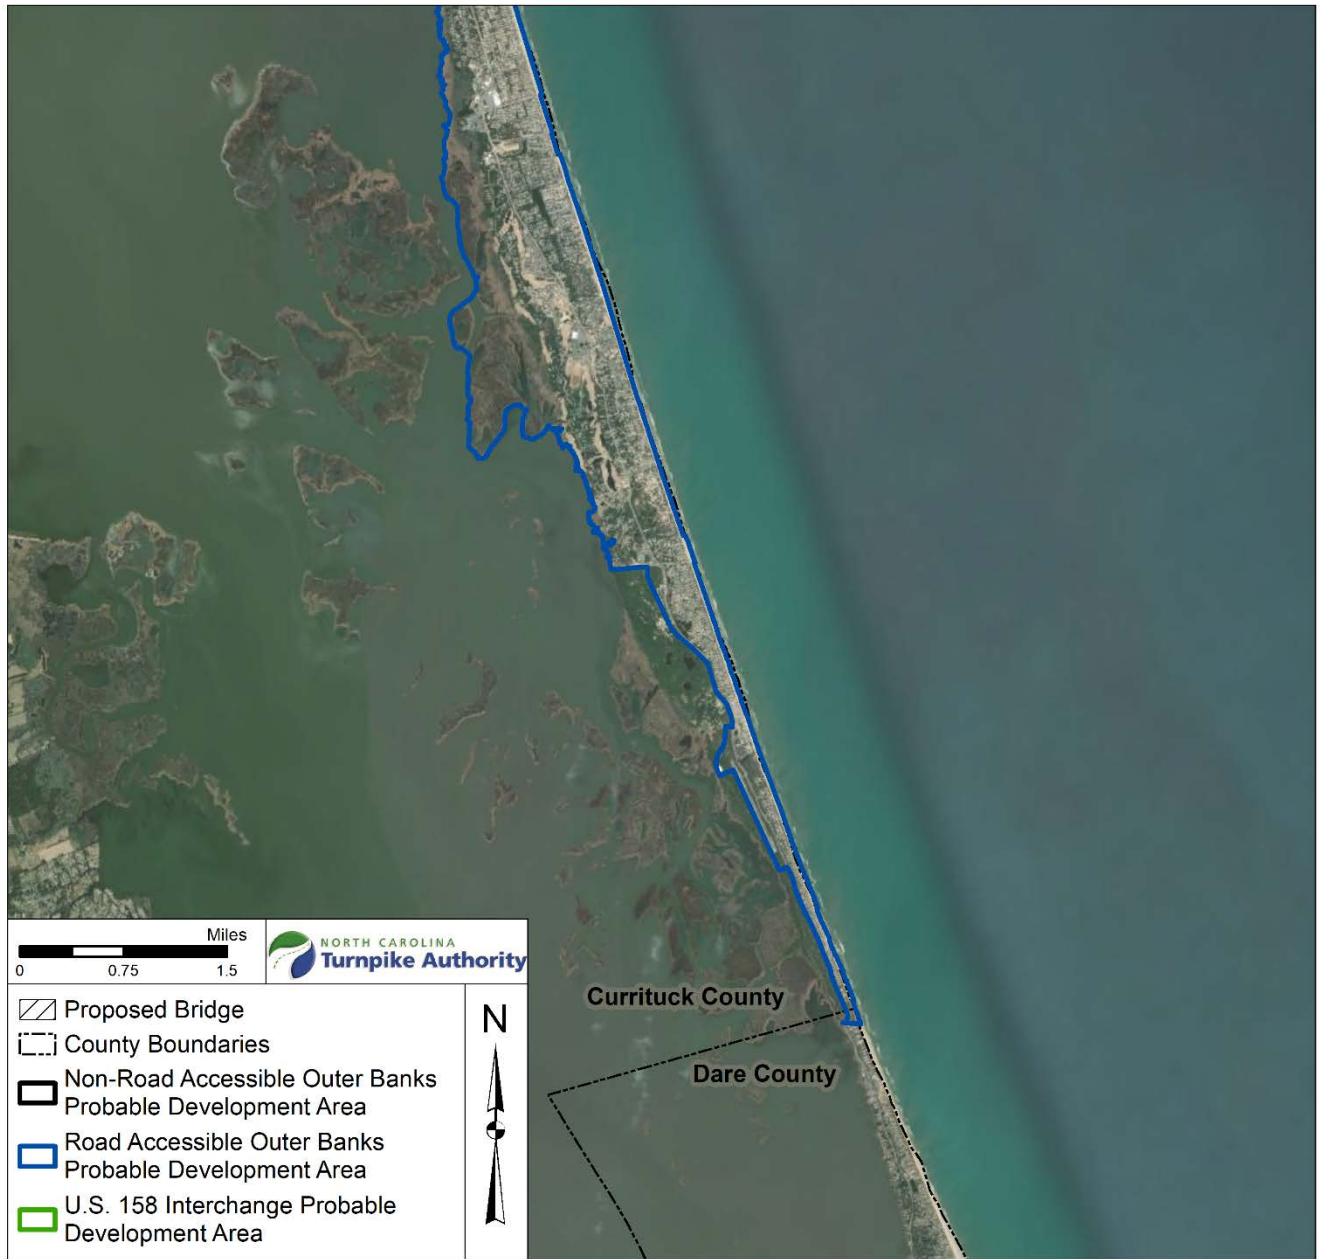 Currituck County
Dare County
Miles
0 0.75 1.5
NORTH CAROLINA
Turnpike Authority
Proposed Bridge
County Boundaries
Non-Road Accessible Outer Banks
Probable Development Area
Road Accessible Outer Banks
Probable Development Area
U.S. 158 Interchange Probable
Development Area
N